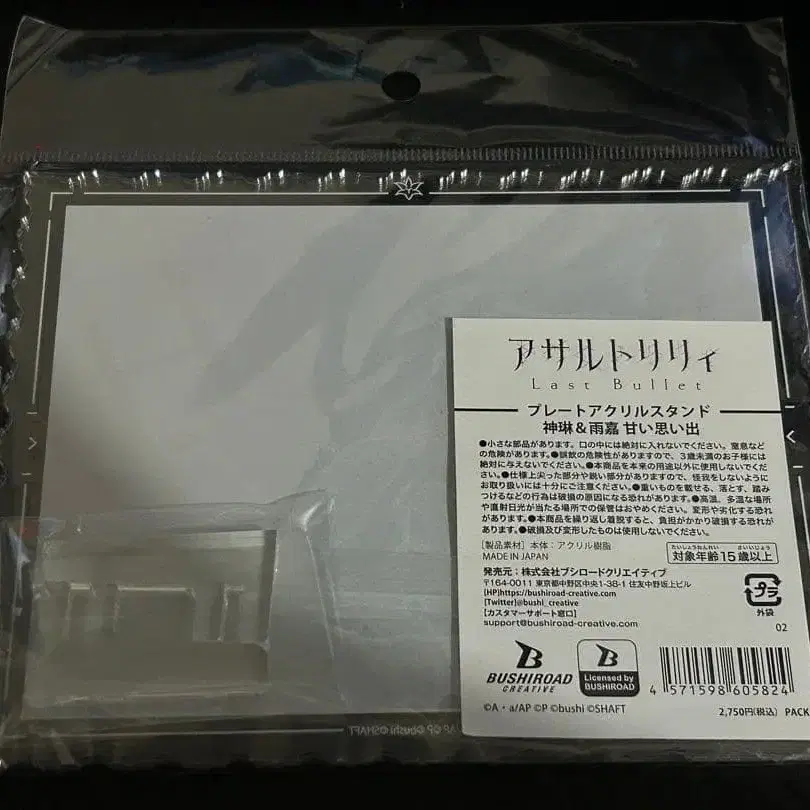 アサルトリリィ
Last Bullet
プレートアクリルスタンド
神琳＆雨嘉 甘い思い出
●小さな部品があります。口の中には絶対に入れないでください。窒息など
の危険があります。●誤飲の危険性がありますので、3歳未満のお子様には
絶対に与えないでください。●本商品を本来の用途以外に使用しないでくだ
さい。●仕様上尖った部分や鋭い部分がありますので、怪我をしないように
お取り扱いには十分にご注意ください。●重いものを載せる、落とす、踏み
つけるなどの行為は破損の原因になる恐れがあります。●高温、多湿な場所
や直射日光が当たる場所での保管はおやめください。変形や劣化する恐れ
があります。●本商品を繰り返し着脱すると、負担がかかり破損する恐れが
あります。●破損及び変形したものは使用しないでください。
［製品素材］本体：アクリル樹脂
MADE IN JAPAN
たいしょうねんれい さいいじょう
対象年齢15歳以上
発売元：株式会社ブシロードクリエイティブ
〒164-0011 東京都中野区中央1-38-1 住友中野坂上ビル
[HP]https://bushiroad-creative.com
[Twitter]@bushi_creative
【カスタマーサポート窓口】
support@bushiroad-creative.com
プラ
外袋
02
BUSHIROAD
CREATIVE
Licensed by
BUSHIROAD
4 571598 605824
©A・a/AP ©P ©bushi ©SHAFT
2,750円(税込) PACK
AP ©P ©bushi ©SHAFT